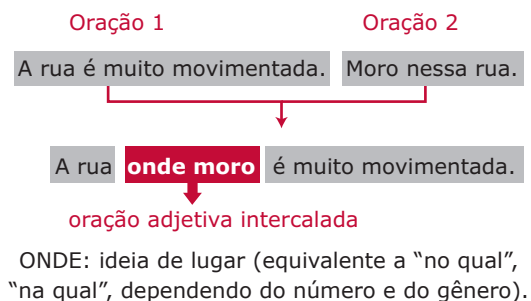 Oração 1 Oração 2
A rua é muito movimentada. Moro nessa rua.
A rua onde moro é muito movimentada.
oração adjetiva intercalada
ONDE: ideia de lugar (equivalente a “no qual”,
“na qual”, dependendo do número e do gênero).